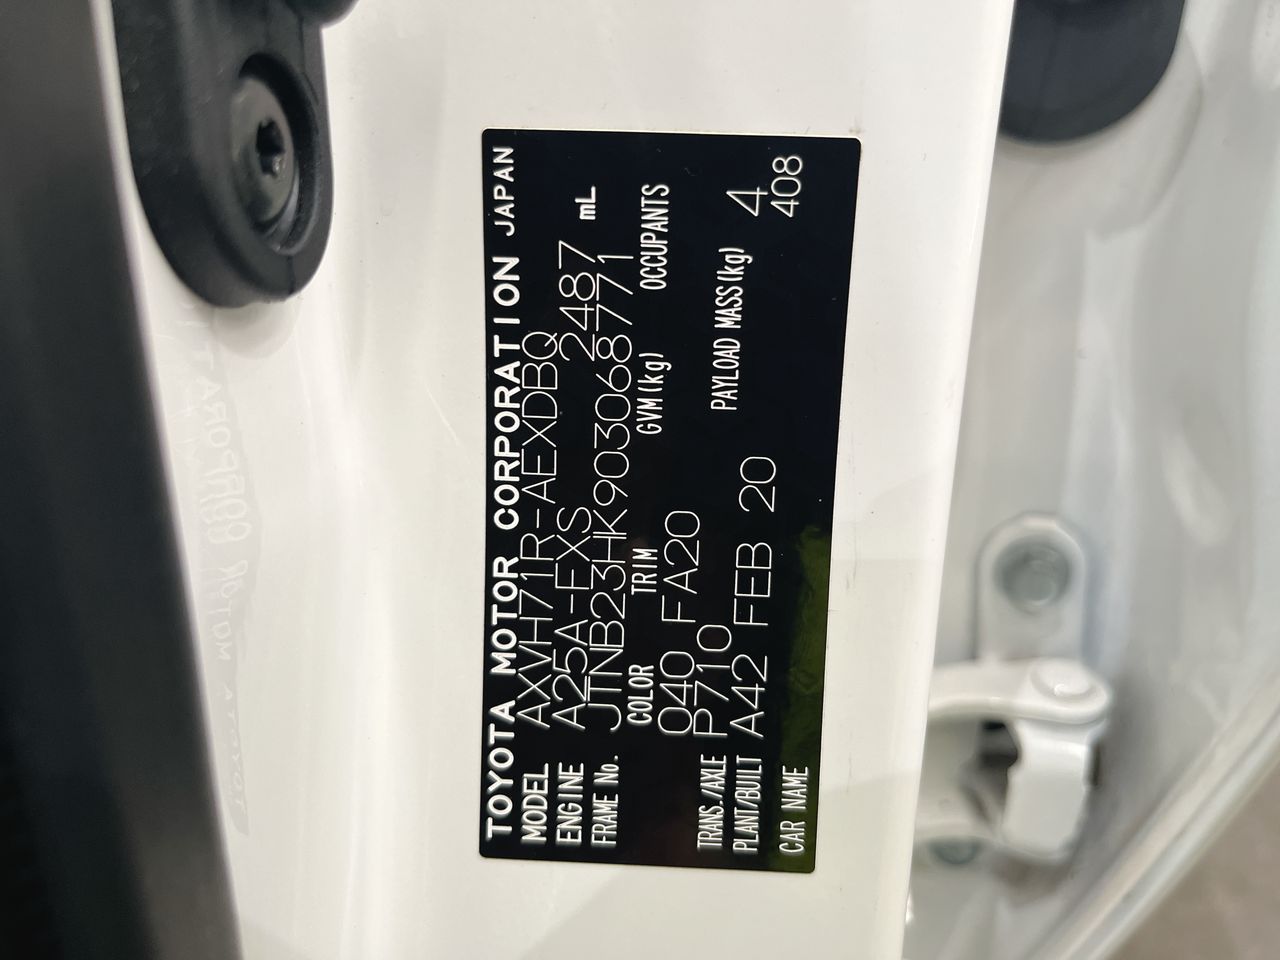 TOYOTA MOTOR CORPORATION JAPAN
MODEL AXVH71R-AEXDBQ
ENGINE A25A-FXS 2487 mL
FRAME No. JTNB23HK903068771
COLOR TRIM GVM(kg) OCCUPANTS
040 FA20 4
TRANS./AXLE P710 PAYLOAD MASS(kg) 408
PLANT/BUILT A42 FEB 20
CAR NAME